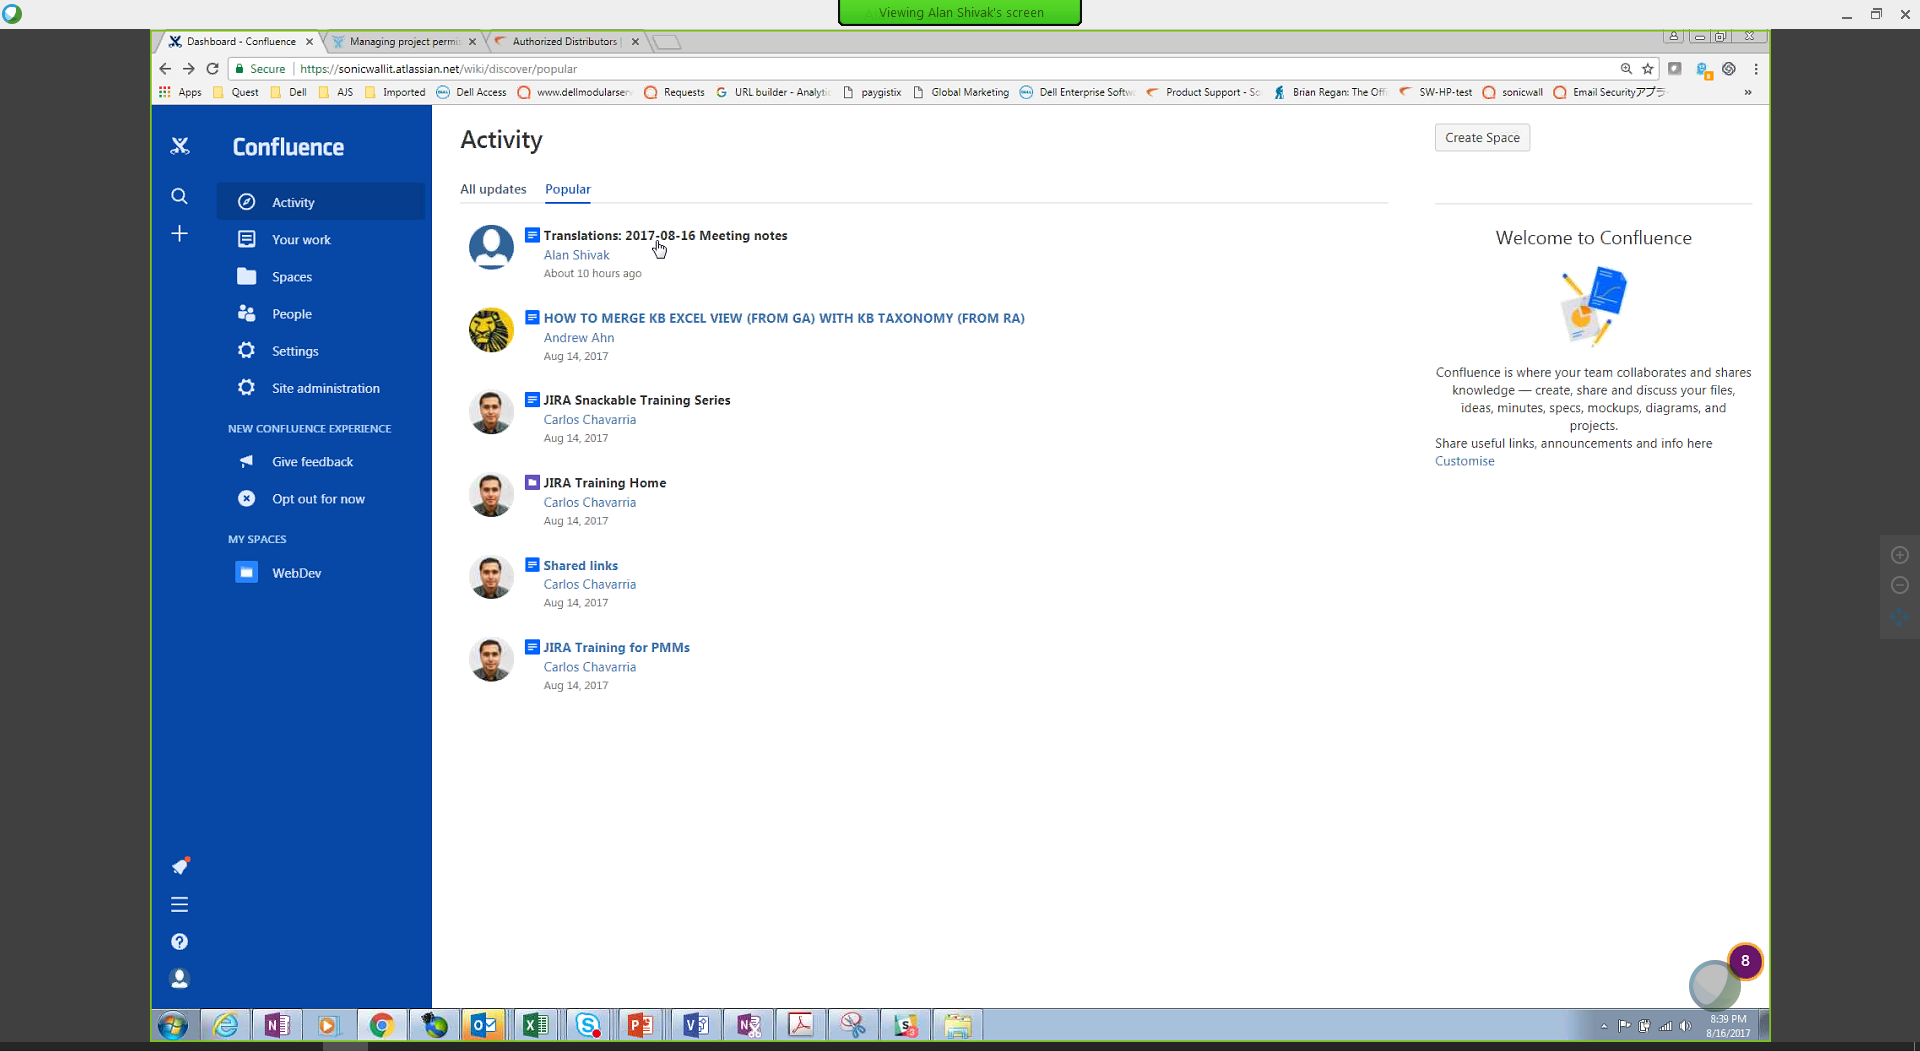 Viewing Alan Shivak's screen
Dashboard - Confluence
Managing project permi
Authorized Distributors |
Secure
https://sonicwallit.atlassian.net/wiki/discover/popular
Apps
Quest
Dell
AJS
Imported
Dell Access
www.dellmodularserv
Requests
URL builder - Analytic
paygistix
Global Marketing
Dell Enterprise Softw
Product Support - So
Brian Regan: The Offi
SW-HP-test
sonicwall
Email Securityアプラ
»
Confluence
Activity
Your work
Spaces
People
Settings
Site administration
NEW CONFLUENCE EXPERIENCE
Give feedback
Opt out for now
MY SPACES
WebDev
Activity
All updates
Popular
Translations: 2017-08-16 Meeting notes
Alan Shivak
About 10 hours ago
HOW TO MERGE KB EXCEL VIEW (FROM GA) WITH KB TAXONOMY (FROM RA)
Andrew Ahn
Aug 14, 2017
JIRA Snackable Training Series
Carlos Chavarria
Aug 14, 2017
JIRA Training Home
Carlos Chavarria
Aug 14, 2017
Shared links
Carlos Chavarria
Aug 14, 2017
JIRA Training for PMMs
Carlos Chavarria
Aug 14, 2017
Create Space
Welcome to Confluence
Confluence is where your team collaborates and shares
knowledge — create, share and discuss your files,
ideas, minutes, specs, mockups, diagrams, and
projects.
Share useful links, announcements and info here
Customise
8
8:39 PM
8/16/2017